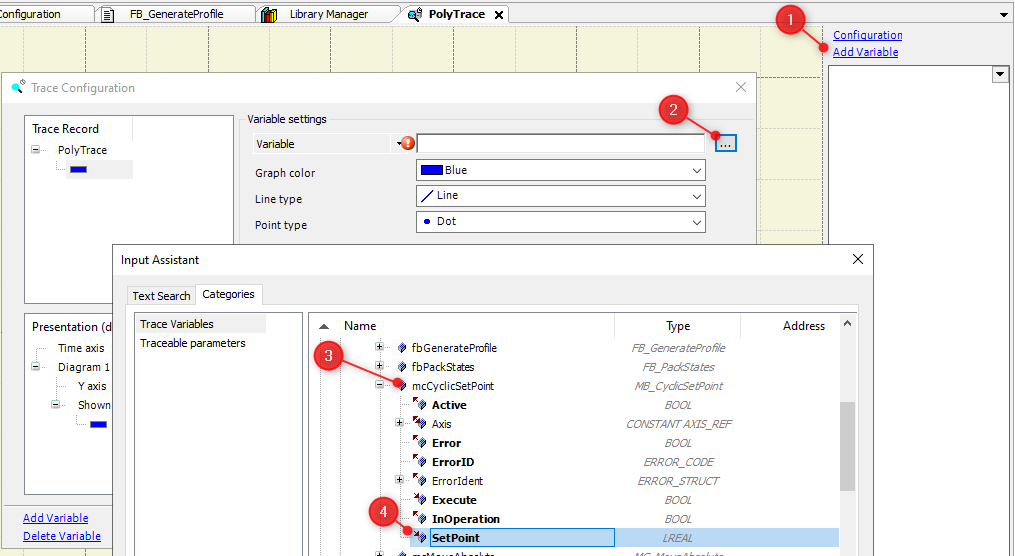 onfiguration
FB_GenerateProfile
Library Manager
PolyTrace
1
Configuration
Add Variable
Trace Configuration
2
Trace Record
PolyTrace
Variable settings
Variable
...
Graph color
Blue
Line type
Line
Point type
Dot
Input Assistant
Text Search
Categories
Trace Variables
Traceable parameters
Name
Type
Address
fbGenerateProfile
FB_GenerateProfile
fbPackStates
FB_PackStates
3
mcCyclicSetPoint
MB_CyclicSetPoint
Active
BOOL
Axis
CONSTANT AXIS_REF
Error
BOOL
ErrorID
ERROR_CODE
ErrorIdent
ERROR_STRUCT
Execute
BOOL
InOperation
BOOL
4
SetPoint
LREAL
mcMoveAbsolute
MC_MoveAbsolute
Presentation (d
Time axis
Diagram 1
Y axis
Shown
Add Variable
Delete Variable